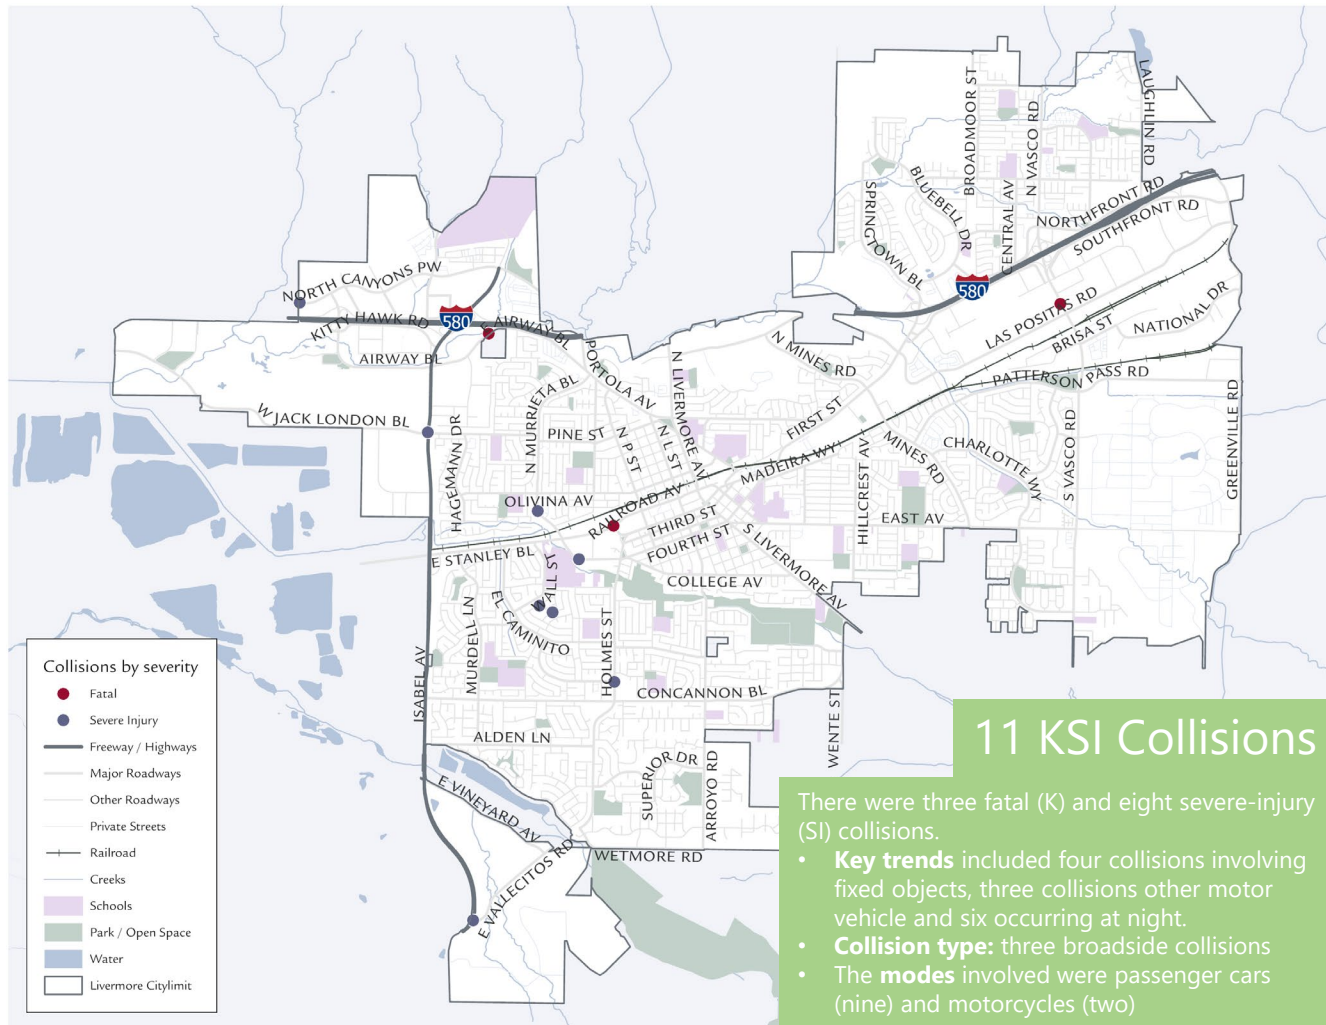 LAUGHLIN RD
BROADMOOR ST
N VASCO RD
BLUEBELL DR
SPRINGTOWN BL
CENTRAL AV
NORTHFRONT RD
SOUTHFRONT RD
NORTH CANYONS PW
580
580
KITTY HAWK RD
E AIRWAY BL
AIRWAY BL
LAS POSITAS RD
BRISA ST
NATIONAL DR
N MINES RD
PORTOLA AV
N LIVERMORE AV
PATTERSON PASS RD
N MURRIETA BL
W JACK LONDON BL
HAGEMANN DR
PINE ST
N P ST
N L ST
FIRST ST
MADEIRA WY
HILLCREST AV
MINES RD
CHARLOTTE WY
S VASCO RD
GREENVILLE RD
OLIVINA AV
RAILROAD AV
THIRD ST
FOURTH ST
S LIVERMORE AV
EAST AV
E STANLEY BL
WALL ST
COLLEGE AV
EL CAMINITO
MURDELL LN
HOLMES ST
ISABEL AV
CONCANNON BL
WENTE ST
ALDEN LN
SUPERIOR DR
ARROYO RD
E VINEYARD AV
WETMORE RD
E VALLECITOS RD
Collisions by severity
Fatal
Severe Injury
Freeway / Highways
Major Roadways
Other Roadways
Private Streets
Railroad
Creeks
Schools
Park / Open Space
Water
Livermore Citylimit
11 KSI Collisions
There were three fatal (K) and eight severe-injury
(SI) collisions.
• Key trends included four collisions involving
fixed objects, three collisions other motor
vehicle and six occurring at night.
• Collision type: three broadside collisions
• The modes involved were passenger cars
(nine) and motorcycles (two)